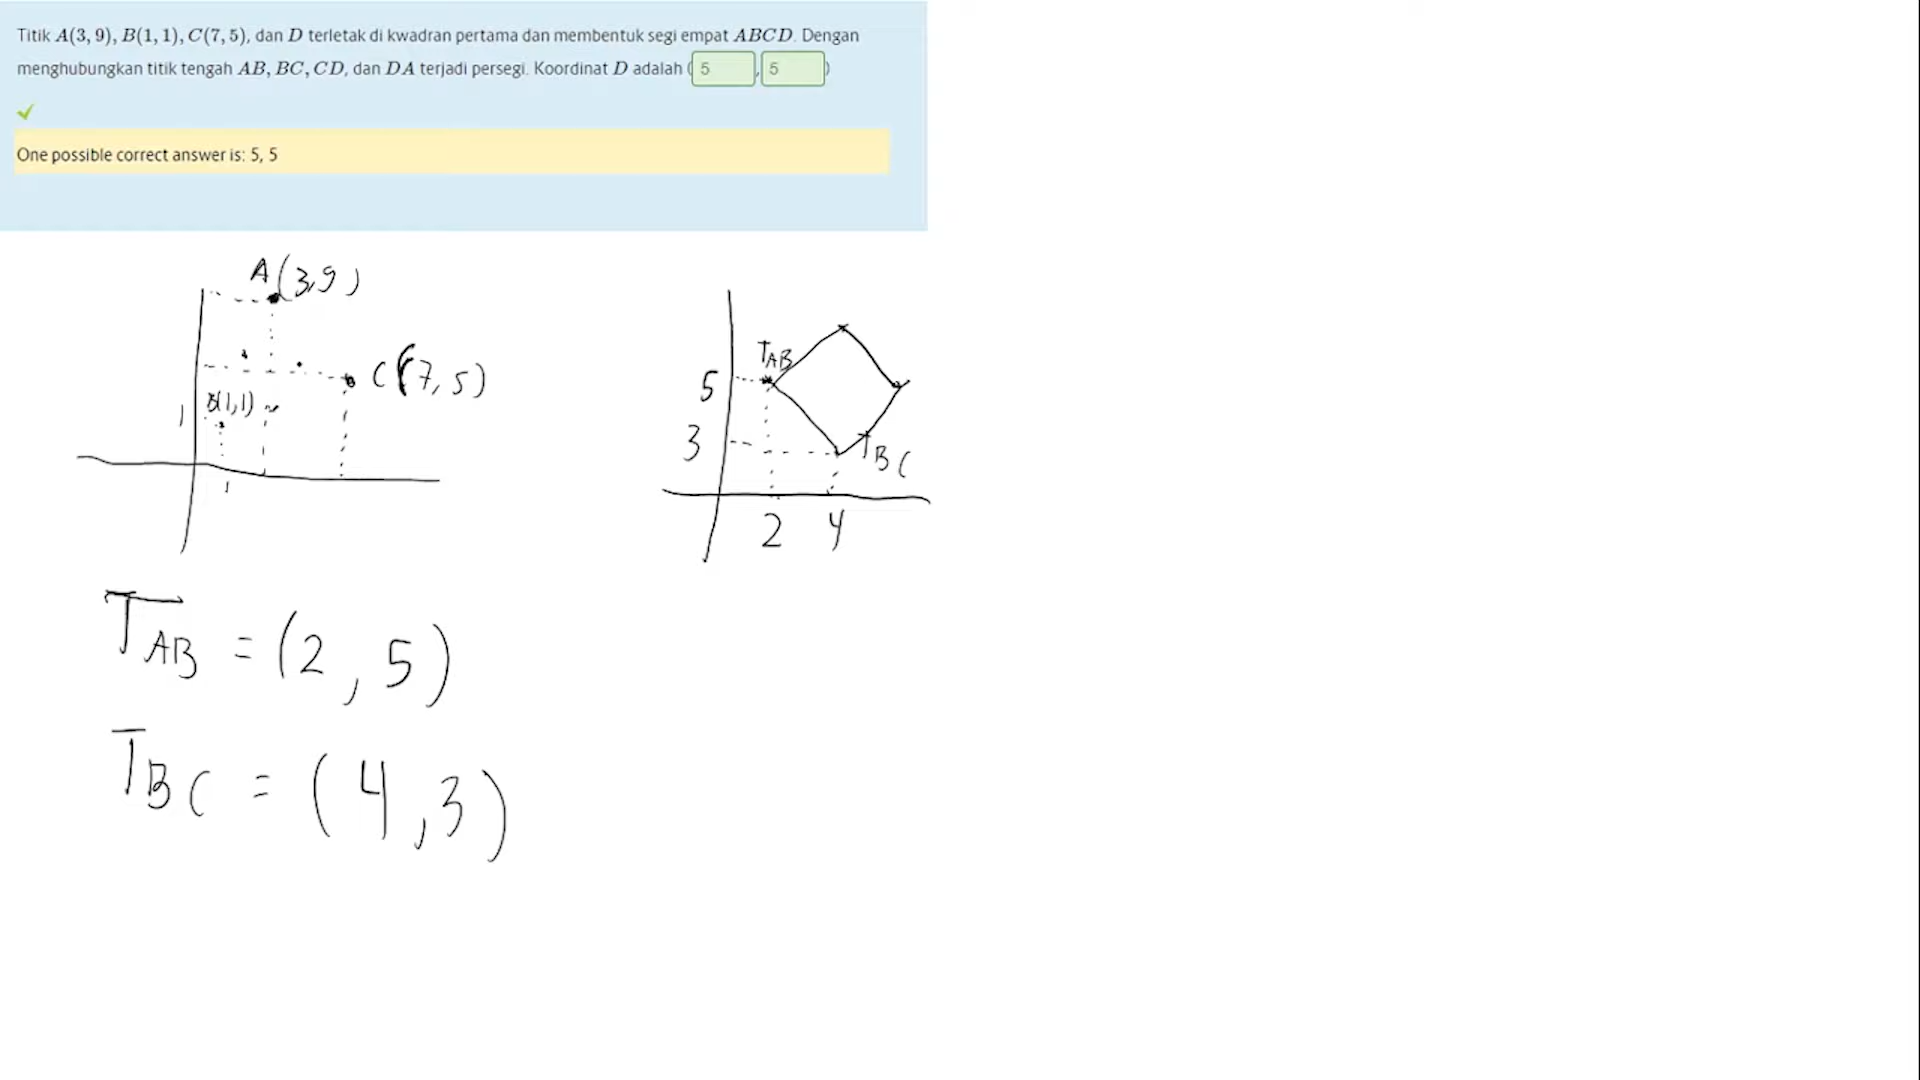 Titik A(3, 9), B(1, 1), C(7, 5), dan D terletak di kwadran pertama dan membentuk segi empat ABCD. Dengan
menghubungkan titik tengah AB, BC, CD, dan DA terjadi persegi. Koordinat D adalah ( 5 , 5 )
One possible correct answer is: 5, 5
A(3,9)
C(7,5)
B(1,1)
1
1
T_AB
5
3
T_BC
2 4
T_AB = (2, 5)
T_BC = (4, 3)